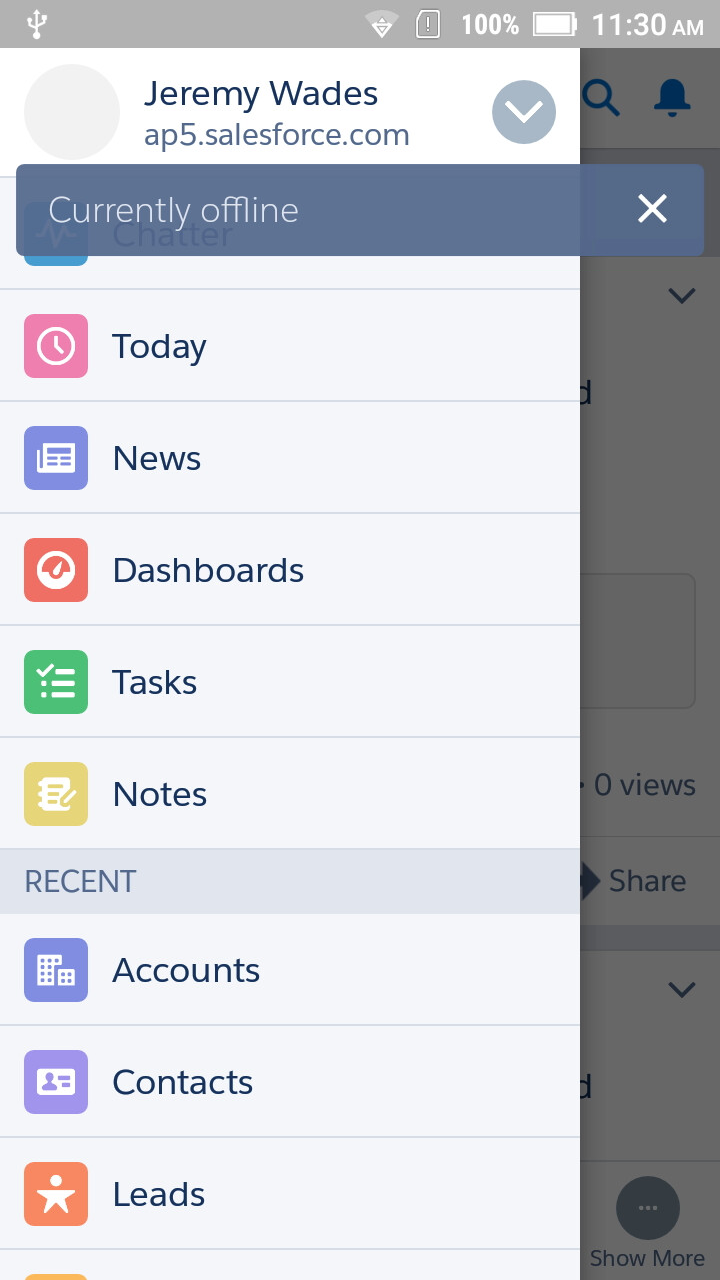 100% 11:30 AM
Jeremy Wades
ap5.salesforce.com
Currently offline
Chatter
Today
News
Dashboards
d
Tasks
Notes
• 0 views
RECENT
Share
Accounts
Contacts
d
Leads
Show More